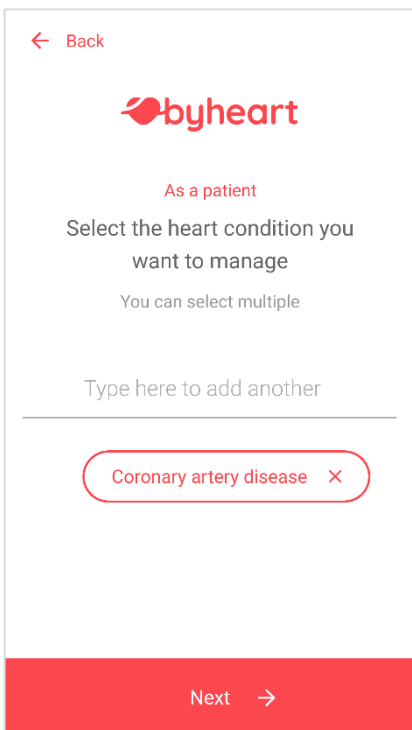 Back
byheart
As a patient
Select the heart condition you
want to manage
You can select multiple
Type here to add another
Coronary artery disease
Next